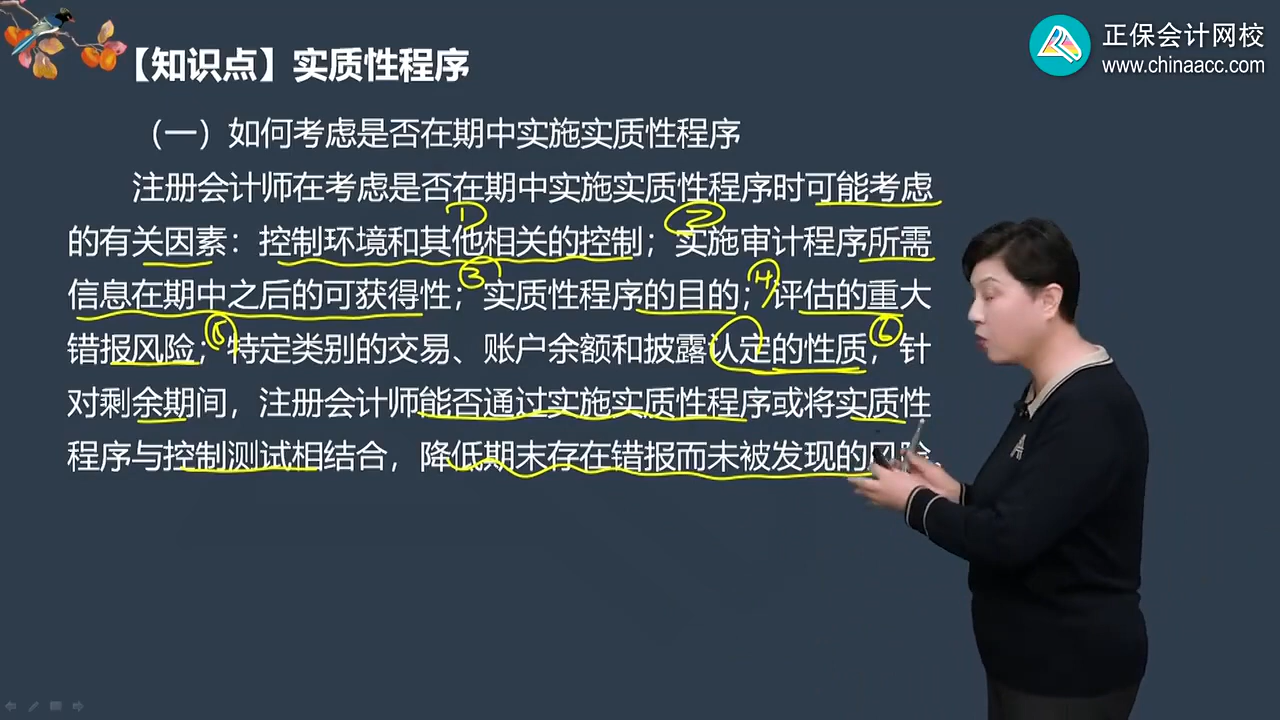 【知识点】实质性程序
正保会计网校
www.chinaacc.com
（一）如何考虑是否在期中实施实质性程序
注册会计师在考虑是否在期中实施实质性程序时可能考虑
的有关因素：控制环境和其他相关的控制；实施审计程序所需
信息在期中之后的可获得性；实质性程序的目的；评估的重大
错报风险；特定类别的交易、账户余额和披露认定的性质；针
对剩余期间，注册会计师能否通过实施实质性程序或将实质性
程序与控制测试相结合，降低期末存在错报而未被发现的风险。
1
2
3
4
5
6
A